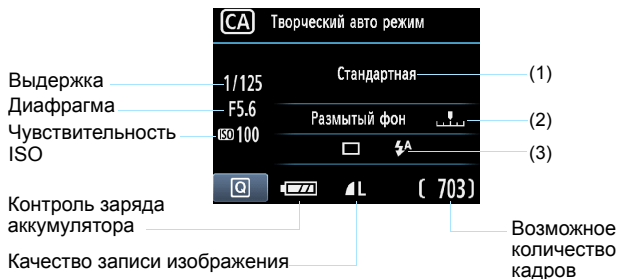 CA Творческий авто режим
Стандартная
(1)
Выдержка
1/125
Диафрагма
F5.6
Размытый фон
(2)
Чувствительность
ISO
ISO 100
(3)
Q
L
[ 703]
Контроль заряда
аккумулятора
Качество записи изображения
Возможное
количество
кадров